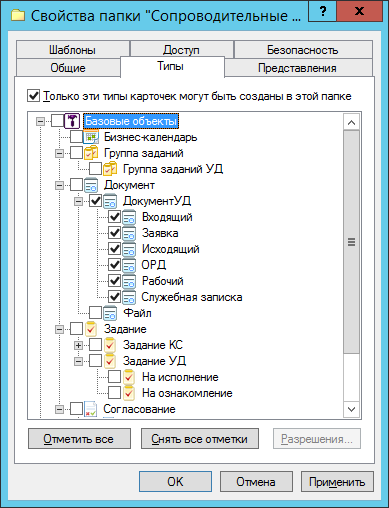 Свойства папки "Сопроводительные ...
?
Шаблоны Доступ Безопасность
Общие Типы Представления
Только эти типы карточек могут быть созданы в этой папке
Базовые объекты
Бизнес-календарь
Группа заданий
Группа заданий УД
Документ
ДокументУД
Входящий
Заявка
Исходящий
ОРД
Рабочий
Служебная записка
Файл
Задание
Задание КС
Задание УД
На исполнение
На ознакомление
Согласование
Отметить все Снять все отметки Разрешения...
OK Отмена Применить